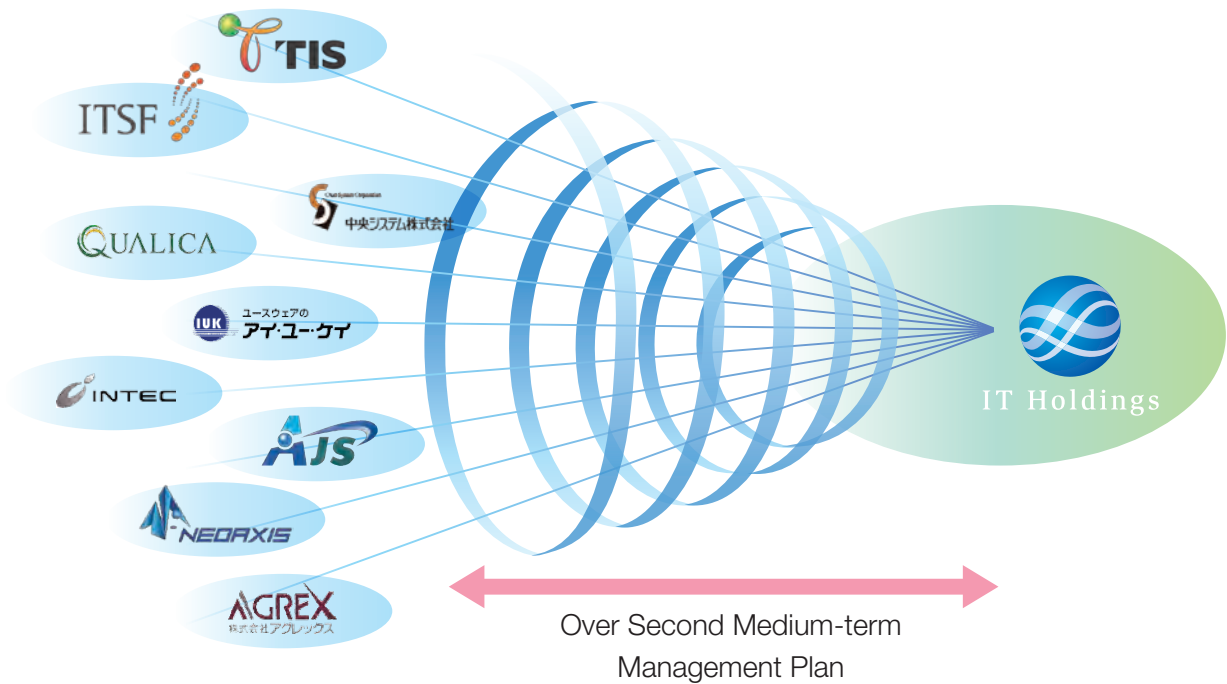 TIS
ITSF
Chuo System Corporation
中央システム株式会社
QUALICA
IUK
ユースウェアの
アイ・ユー・ケイ
INTEC
AJS
NEOAXIS
AGREX
株式会社アグレックス
IT Holdings
Over Second Medium-term
Management Plan